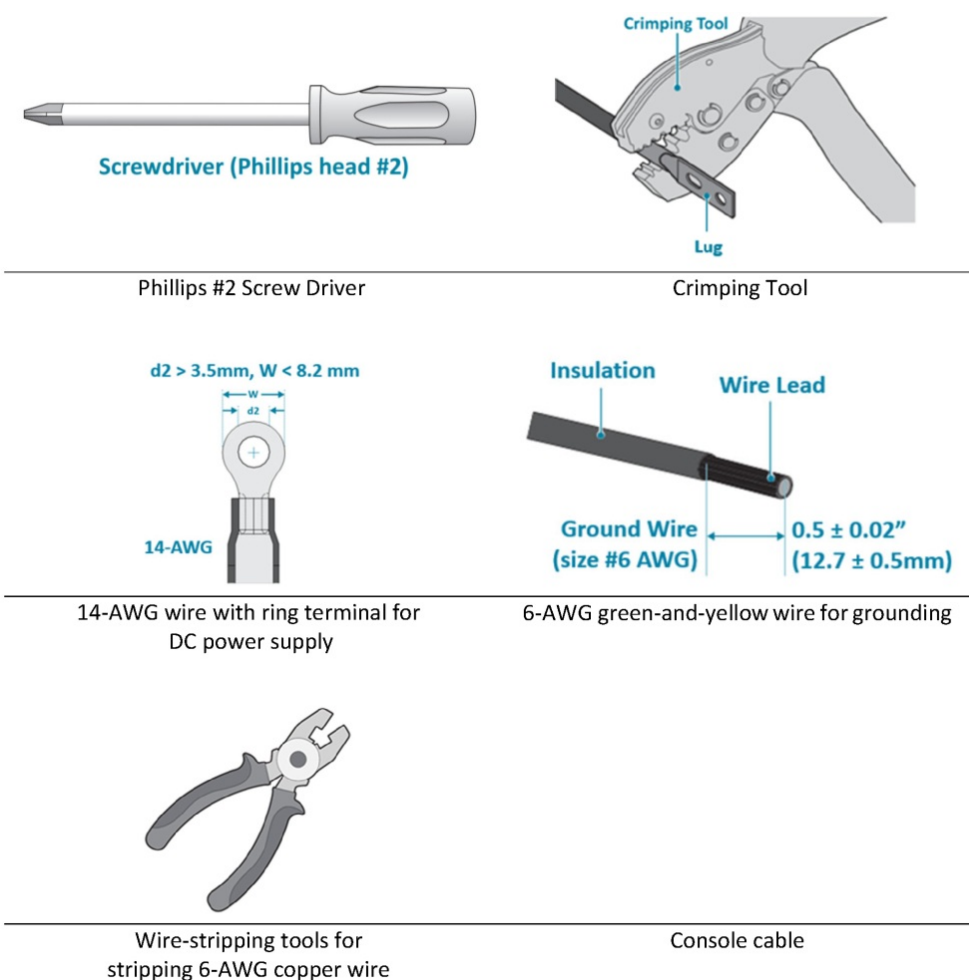 Crimping Tool
Screwdriver (Phillips head #2)
Lug
Phillips #2 Screw Driver
Crimping Tool
d2 > 3.5mm, W < 8.2 mm
W
d2
14-AWG
Insulation
Wire Lead
Ground Wire
(size #6 AWG)
0.5 ± 0.02”
(12.7 ± 0.5mm)
14-AWG wire with ring terminal for
DC power supply
6-AWG green-and-yellow wire for grounding
Wire-stripping tools for
stripping 6-AWG copper wire
Console cable